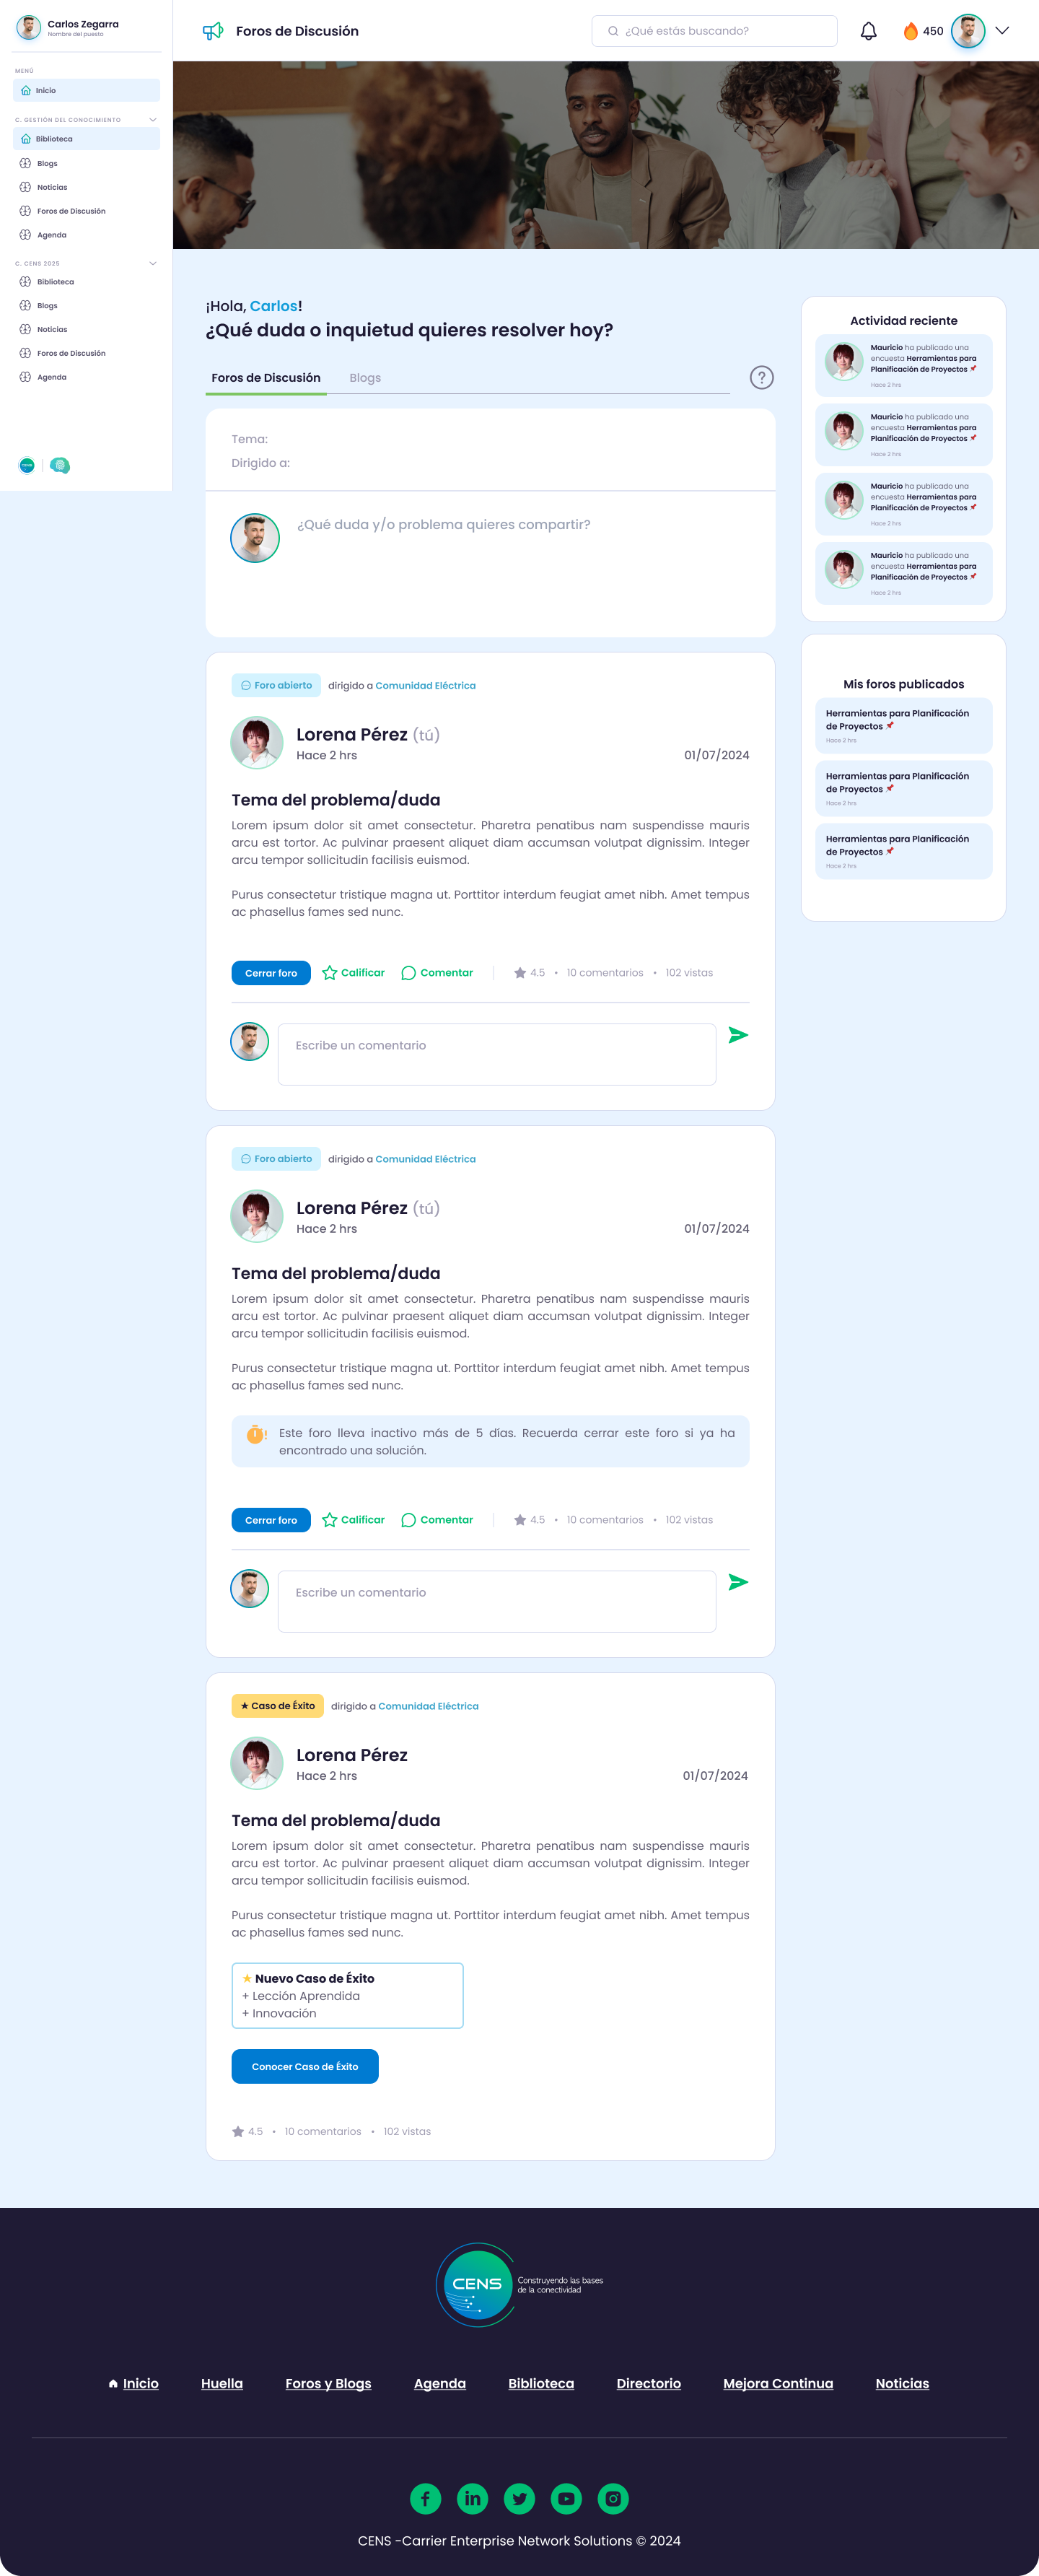 Carlos Zegarra
Nombre del puesto
MENÚ
Inicio
C. GESTIÓN DEL CONOCIMIENTO
Biblioteca
Blogs
Noticias
Foros de Discusión
Agenda
C. CENS 2025
Biblioteca
Blogs
Noticias
Foros de Discusión
Agenda
CENS
Foros de Discusión
¿Qué estás buscando?
450
¡Hola, Carlos!
¿Qué duda o inquietud quieres resolver hoy?
Foros de Discusión
Blogs
?
Tema:
Dirigido a:
¿Qué duda y/o problema quieres compartir?
Foro abierto dirigido a Comunidad Eléctrica
Lorena Pérez (tú)
Hace 2 hrs
01/07/2024
Tema del problema/duda
Lorem ipsum dolor sit amet consectetur. Pharetra penatibus nam suspendisse mauris
arcu est tortor. Ac pulvinar praesent aliquet diam accumsan volutpat dignissim. Integer
arcu tempor sollicitudin facilisis euismod.
Purus consectetur tristique magna ut. Porttitor interdum feugiat amet nibh. Amet tempus
ac phasellus fames sed nunc.
Cerrar foro
Calificar
Comentar
4.5 • 10 comentarios • 102 vistas
Escribe un comentario
Foro abierto dirigido a Comunidad Eléctrica
Lorena Pérez (tú)
Hace 2 hrs
01/07/2024
Tema del problema/duda
Lorem ipsum dolor sit amet consectetur. Pharetra penatibus nam suspendisse mauris
arcu est tortor. Ac pulvinar praesent aliquet diam accumsan volutpat dignissim. Integer
arcu tempor sollicitudin facilisis euismod.
Purus consectetur tristique magna ut. Porttitor interdum feugiat amet nibh. Amet tempus
ac phasellus fames sed nunc.
Este foro lleva inactivo más de 5 días. Recuerda cerrar este foro si ya ha
encontrado una solución.
Cerrar foro
Calificar
Comentar
4.5 • 10 comentarios • 102 vistas
Escribe un comentario
★ Caso de Éxito dirigido a Comunidad Eléctrica
Lorena Pérez
Hace 2 hrs
01/07/2024
Tema del problema/duda
Lorem ipsum dolor sit amet consectetur. Pharetra penatibus nam suspendisse mauris
arcu est tortor. Ac pulvinar praesent aliquet diam accumsan volutpat dignissim. Integer
arcu tempor sollicitudin facilisis euismod.
Purus consectetur tristique magna ut. Porttitor interdum feugiat amet nibh. Amet tempus
ac phasellus fames sed nunc.
★ Nuevo Caso de Éxito
+ Lección Aprendida
+ Innovación
Conocer Caso de Éxito
4.5 • 10 comentarios • 102 vistas
Actividad reciente
Mauricio ha publicado una
encuesta Herramientas para
Planificación de Proyectos
Hace 2 hrs
Mauricio ha publicado una
encuesta Herramientas para
Planificación de Proyectos
Hace 2 hrs
Mauricio ha publicado una
encuesta Herramientas para
Planificación de Proyectos
Hace 2 hrs
Mauricio ha publicado una
encuesta Herramientas para
Planificación de Proyectos
Hace 2 hrs
Mis foros publicados
Herramientas para Planificación
de Proyectos
Hace 2 hrs
Herramientas para Planificación
de Proyectos
Hace 2 hrs
Herramientas para Planificación
de Proyectos
Hace 2 hrs
CENS
Construyendo las bases
de la conectividad
Inicio
Huella
Foros y Blogs
Agenda
Biblioteca
Directorio
Mejora Continua
Noticias
CENS -Carrier Enterprise Network Solutions © 2024